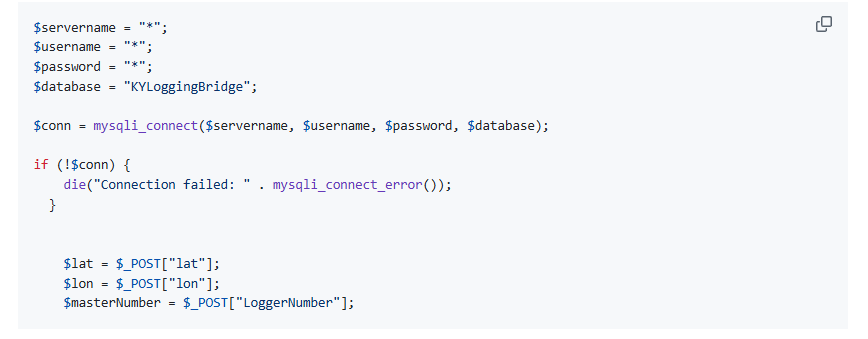 $servername = "*";
$username = "*";
$password = "*";
$database = "KYLoggingBridge";
$conn = mysqli_connect($servername, $username, $password, $database);
if (!$conn) {
die("Connection failed: " . mysqli_connect_error());
}
$lat = $_POST["lat"];
$lon = $_POST["lon"];
$masterNumber = $_POST["LoggerNumber"];